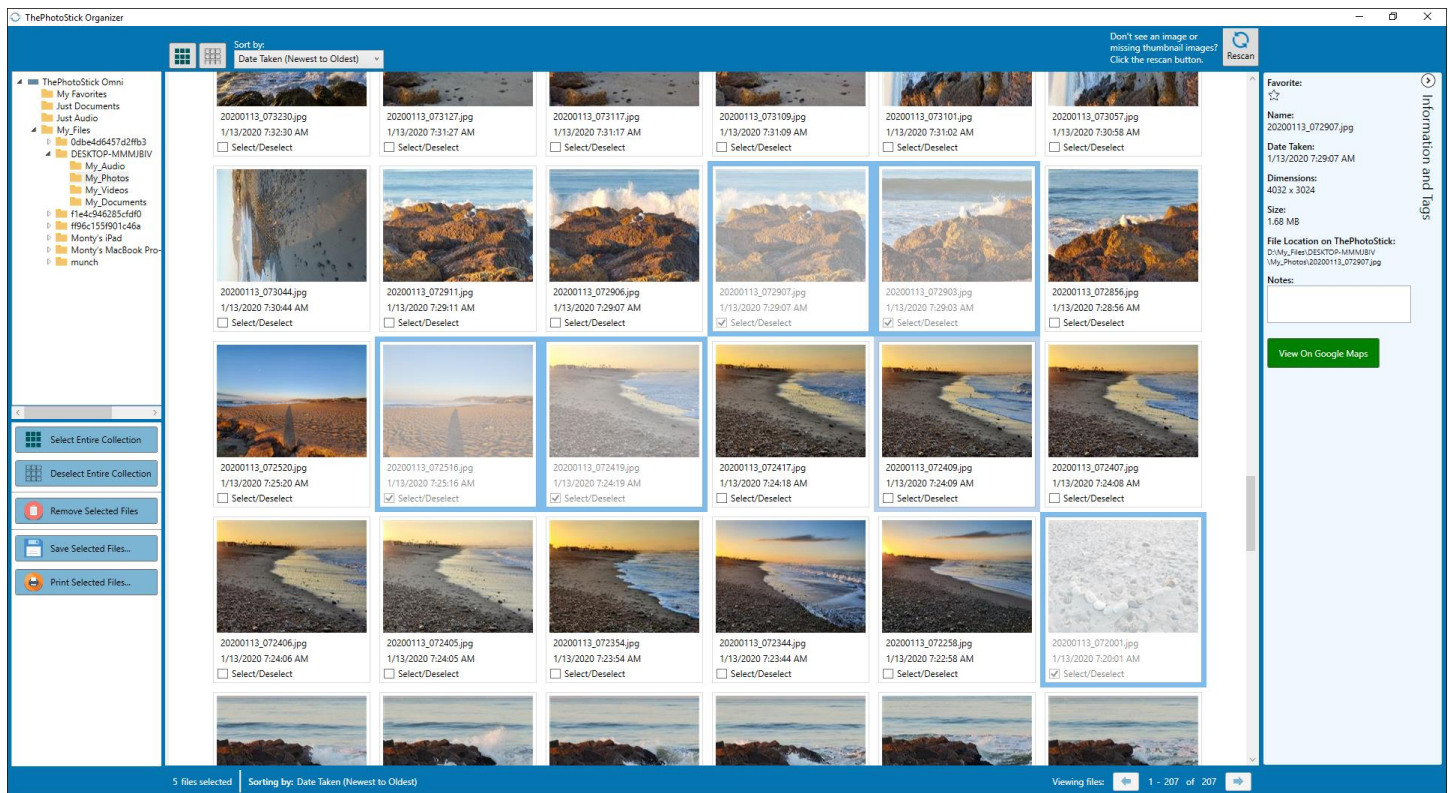 ThePhotoStick Organizer
Sort by:
Date Taken (Newest to Oldest)
Don't see an image or
missing thumbnail images?
Click the rescan button.
Rescan
ThePhotoStick Omni
My Favorites
Just Documents
Just Audio
My_Files
0dbe4d6457d2ffb3
DESKTOP-MMMJBIV
My_Audio
My_Photos
My_Videos
My_Documents
f1e4c946285cfdf0
ff96c155f901c46a
Monty's iPad
Monty's MacBook Pro-
munch
Select Entire Collection
Deselect Entire Collection
Remove Selected Files
Save Selected Files...
Print Selected Files...
20200113_073230.jpg
1/13/2020 7:32:30 AM
Select/Deselect
20200113_073127.jpg
1/13/2020 7:31:27 AM
Select/Deselect
20200113_073117.jpg
1/13/2020 7:31:17 AM
Select/Deselect
20200113_073109.jpg
1/13/2020 7:31:09 AM
Select/Deselect
20200113_073101.jpg
1/13/2020 7:31:02 AM
Select/Deselect
20200113_073057.jpg
1/13/2020 7:30:58 AM
Select/Deselect
20200113_073044.jpg
1/13/2020 7:30:44 AM
Select/Deselect
20200113_072911.jpg
1/13/2020 7:29:11 AM
Select/Deselect
20200113_072906.jpg
1/13/2020 7:29:07 AM
Select/Deselect
20200113_072907.jpg
1/13/2020 7:29:07 AM
Select/Deselect
20200113_072903.jpg
1/13/2020 7:29:03 AM
Select/Deselect
20200113_072856.jpg
1/13/2020 7:28:56 AM
Select/Deselect
20200113_072520.jpg
1/13/2020 7:25:20 AM
Select/Deselect
20200113_072516.jpg
1/13/2020 7:25:16 AM
Select/Deselect
20200113_072419.jpg
1/13/2020 7:24:19 AM
Select/Deselect
20200113_072417.jpg
1/13/2020 7:24:18 AM
Select/Deselect
20200113_072409.jpg
1/13/2020 7:24:09 AM
Select/Deselect
20200113_072407.jpg
1/13/2020 7:24:08 AM
Select/Deselect
20200113_072406.jpg
1/13/2020 7:24:06 AM
Select/Deselect
20200113_072405.jpg
1/13/2020 7:24:05 AM
Select/Deselect
20200113_072354.jpg
1/13/2020 7:23:54 AM
Select/Deselect
20200113_072344.jpg
1/13/2020 7:23:44 AM
Select/Deselect
20200113_072258.jpg
1/13/2020 7:22:58 AM
Select/Deselect
20200113_072001.jpg
1/13/2020 7:20:01 AM
Select/Deselect
Favorite:
Name:
20200113_072907.jpg
Date Taken:
1/13/2020 7:29:07 AM
Dimensions:
4032 x 3024
Size:
1.68 MB
File Location on ThePhotoStick:
D:\My_Files\DESKTOP-MMMJBIV
\My_Photos\20200113_072907.jpg
Notes:
View On Google Maps
Information and Tags
5 files selected
Sorting by: Date Taken (Newest to Oldest)
Viewing files:
1 - 207 of 207